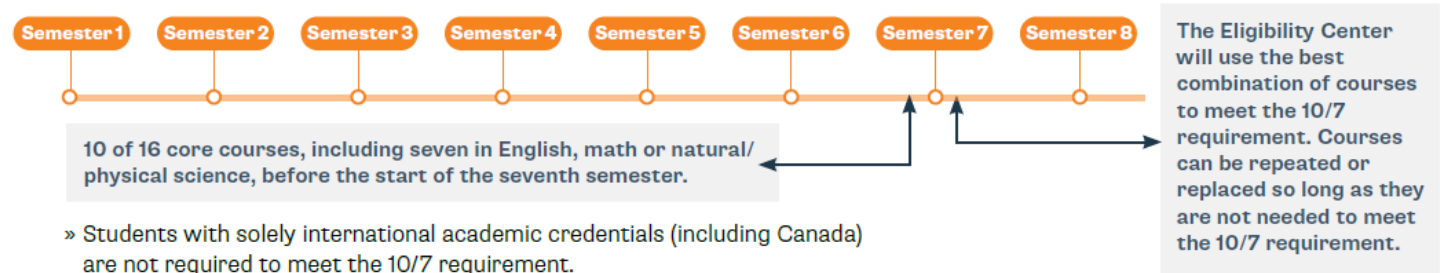 Semester 1
Semester 2
Semester 3
Semester 4
Semester 5
Semester 6
Semester 7
Semester 8
10 of 16 core courses, including seven in English, math or natural/
physical science, before the start of the seventh semester.
» Students with solely international academic credentials (including Canada)
are not required to meet the 10/7 requirement.
The Eligibility Center
will use the best
combination of courses
to meet the 10/7
requirement. Courses
can be repeated or
replaced so long as they
are not needed to meet
the 10/7 requirement.